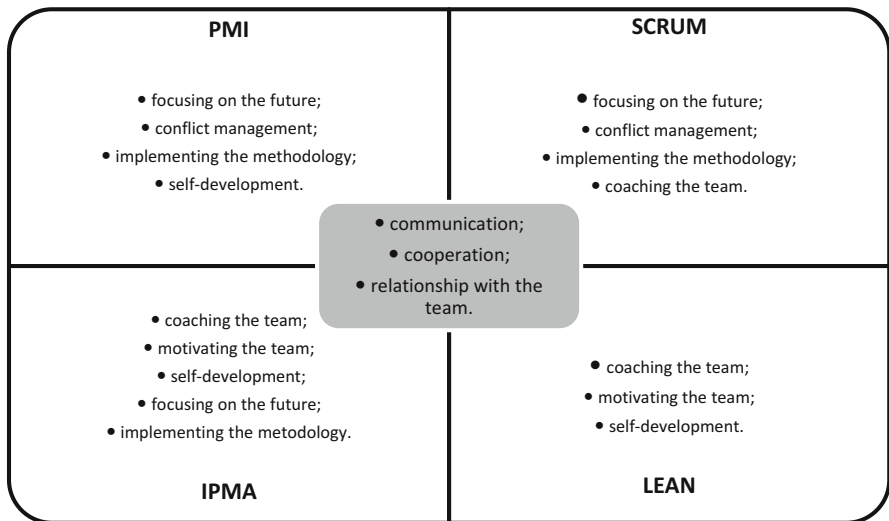 PMI
• focusing on the future;
• conflict management;
• implementing the methodology;
• self-development.
SCRUM
• focusing on the future;
• conflict management;
• implementing the methodology;
• coaching the team.
• communication;
• cooperation;
• relationship with the
team.
• coaching the team;
• motivating the team;
• self-development;
• focusing on the future;
• implementing the metodology.
IPMA
• coaching the team;
• motivating the team;
• self-development.
LEAN